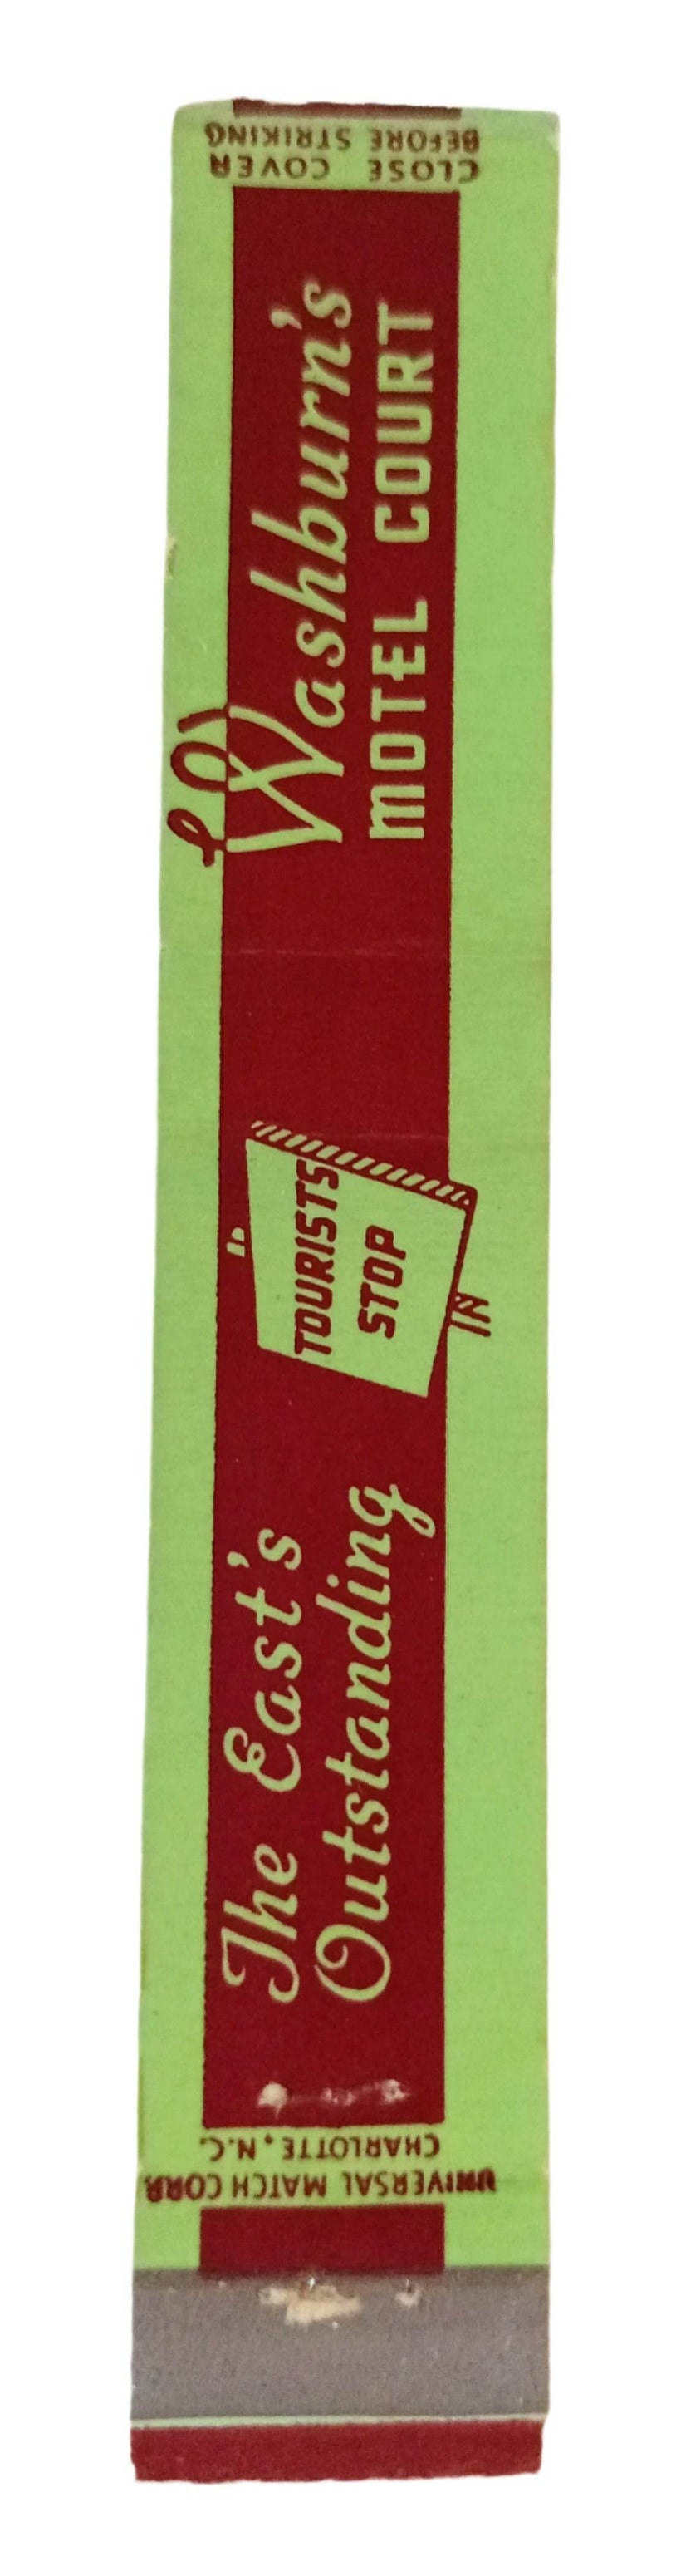 The East's
Outstanding
TOURISTS
STOP
Washburn's
MOTEL COURT
CLOSE COVER
BEFORE STRIKING
UNIVERSAL MATCH CORP.
CHARLOTTE, N.C.